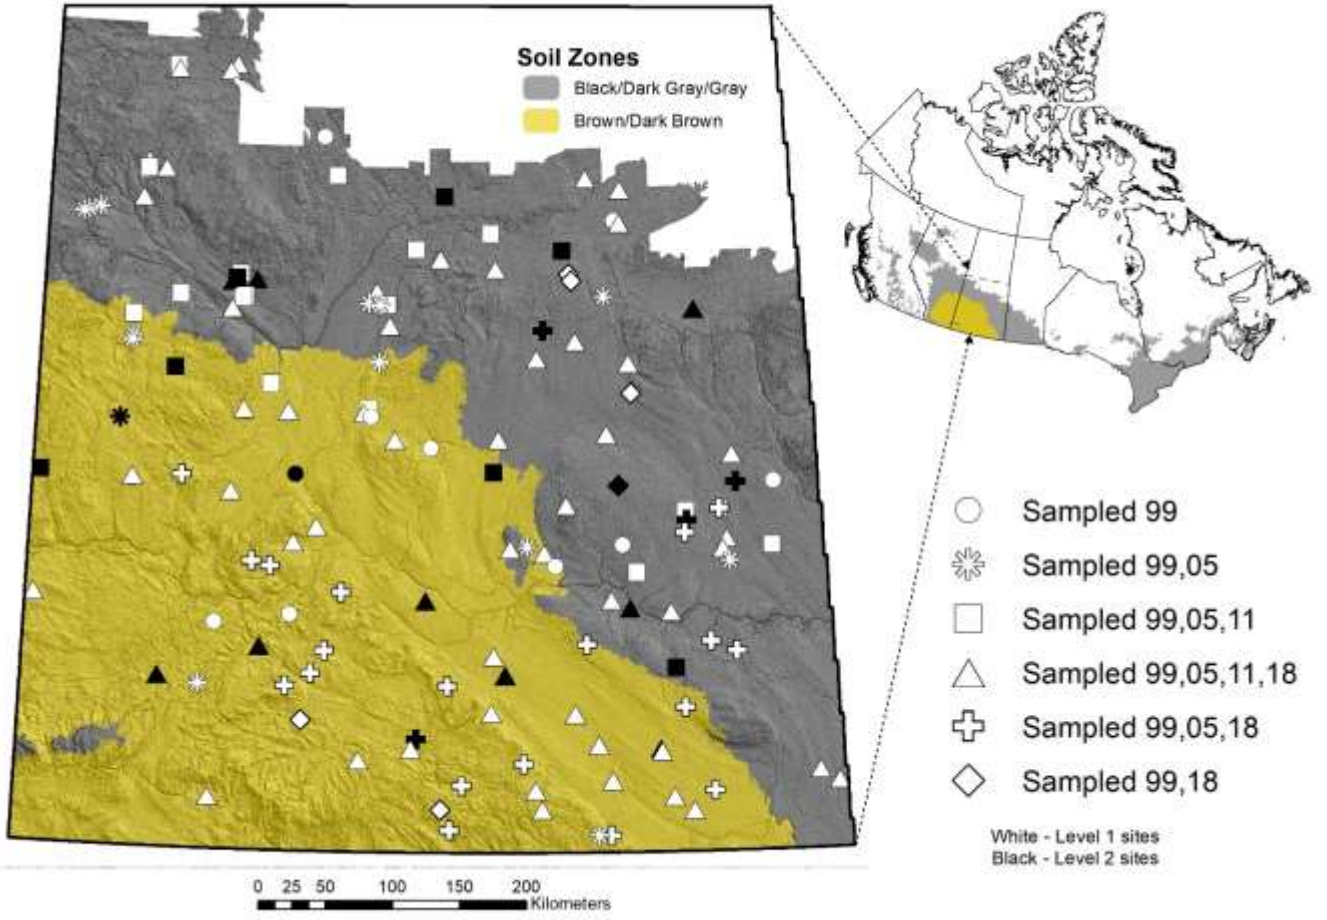 Soil Zones
Black/Dark Gray/Gray
Brown/Dark Brown
Sampled 99
Sampled 99,05
Sampled 99,05,11
Sampled 99,05,11,18
Sampled 99,05,18
Sampled 99,18
White - Level 1 sites
Black - Level 2 sites
0 25 50 100 150 200
Kilometers